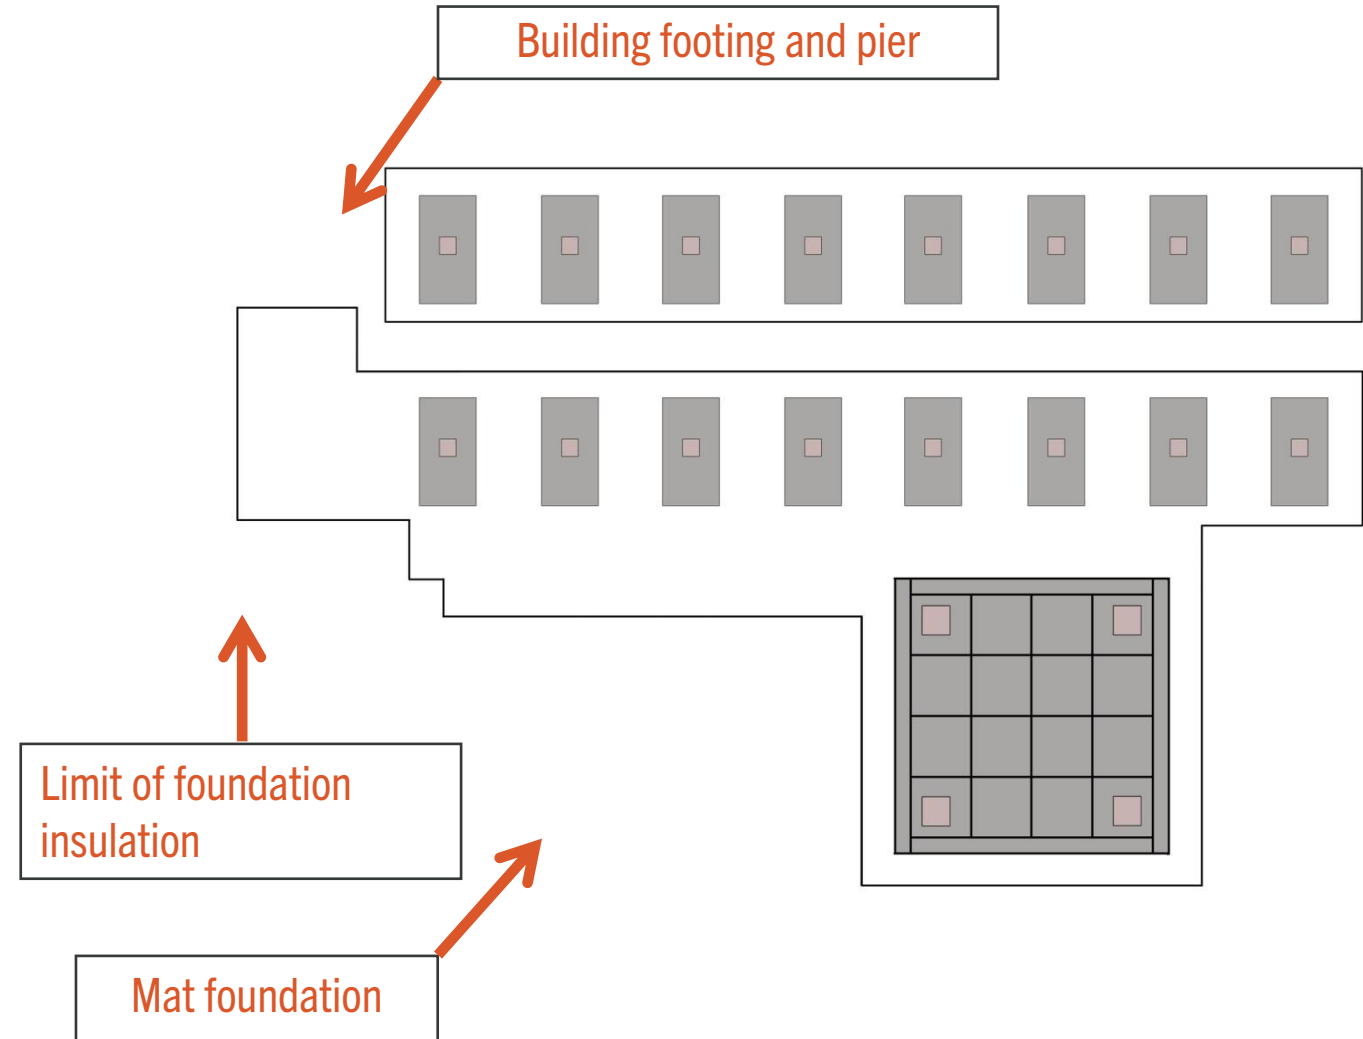 Building footing and pier
Limit of foundation
insulation
Mat foundation